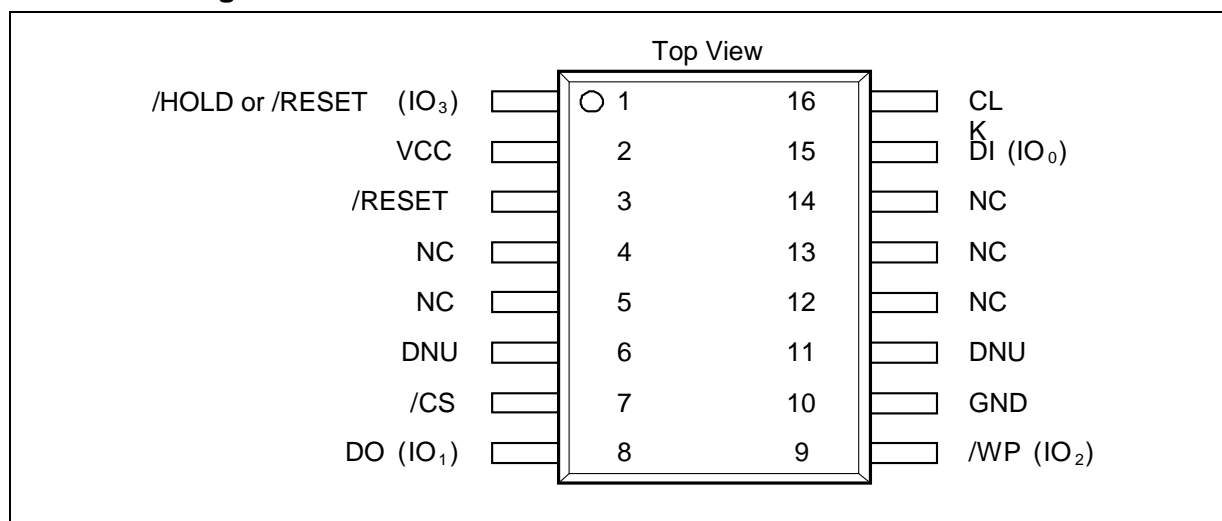 Top View
/HOLD or /RESET (IO₃) 1 16 CL
K
VCC 2 15 DI (IO₀)
/RESET 3 14 NC
NC 4 13 NC
NC 5 12 NC
DNU 6 11 DNU
/CS 7 10 GND
DO (IO₁) 8 9 /WP (IO₂)